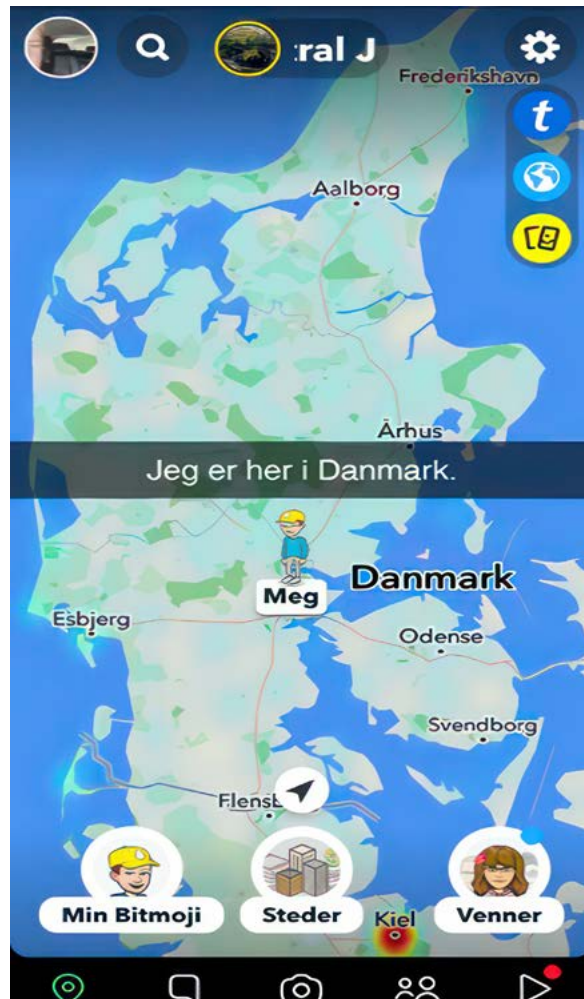 :ral J
Frederikshavn
t
Aalborg
Århus
Jeg er her i Danmark.
Danmark
Meg
Esbjerg
Odense
Svendborg
Flensb
Min Bitmoji
Steder
Kiel
Venner